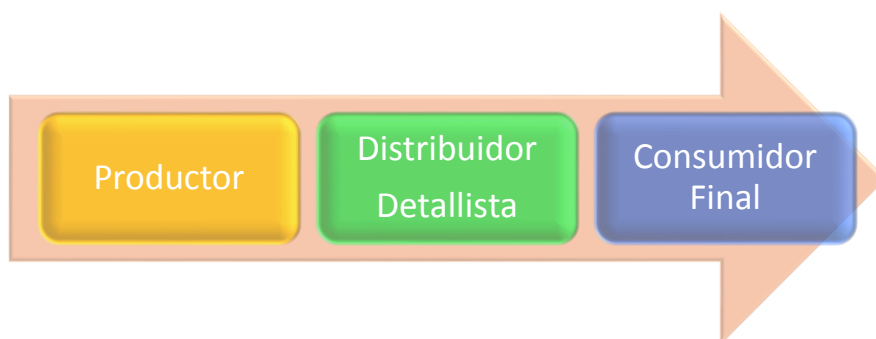 Productor
Distribuidor
Detallista
Consumidor
Final